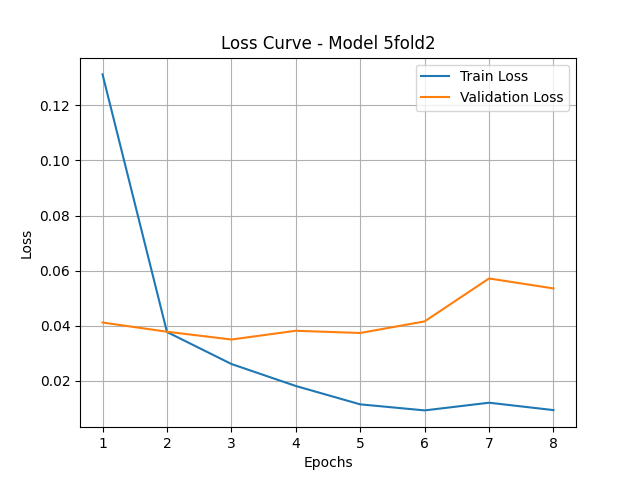 Loss Curve - Model 5fold2
Train Loss
Validation Loss
0.12
0.10
0.08
0.06
0.04
0.02
Loss
1 2 3 4 5 6 7 8
Epochs